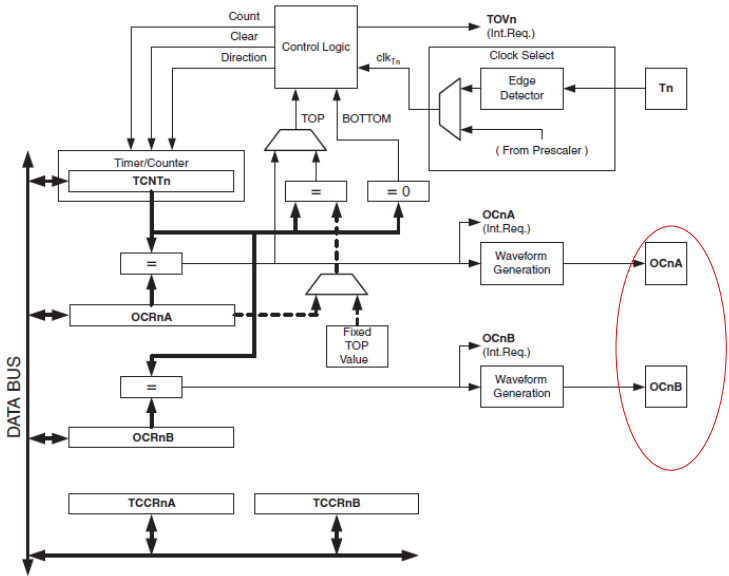 Count
Clear
Direction
Control Logic
TOVn
(Int.Req.)
clkTn
Clock Select
Edge
Detector
Tn
( From Prescaler )
TOP
BOTTOM
Timer/Counter
TCNTn
=
= 0
=
OCnA
(Int.Req.)
Waveform
Generation
OCnA
OCRnA
Fixed
TOP
Value
OCnB
(Int.Req.)
=
Waveform
Generation
OCnB
OCRnB
DATA BUS
TCCRnA
TCCRnB